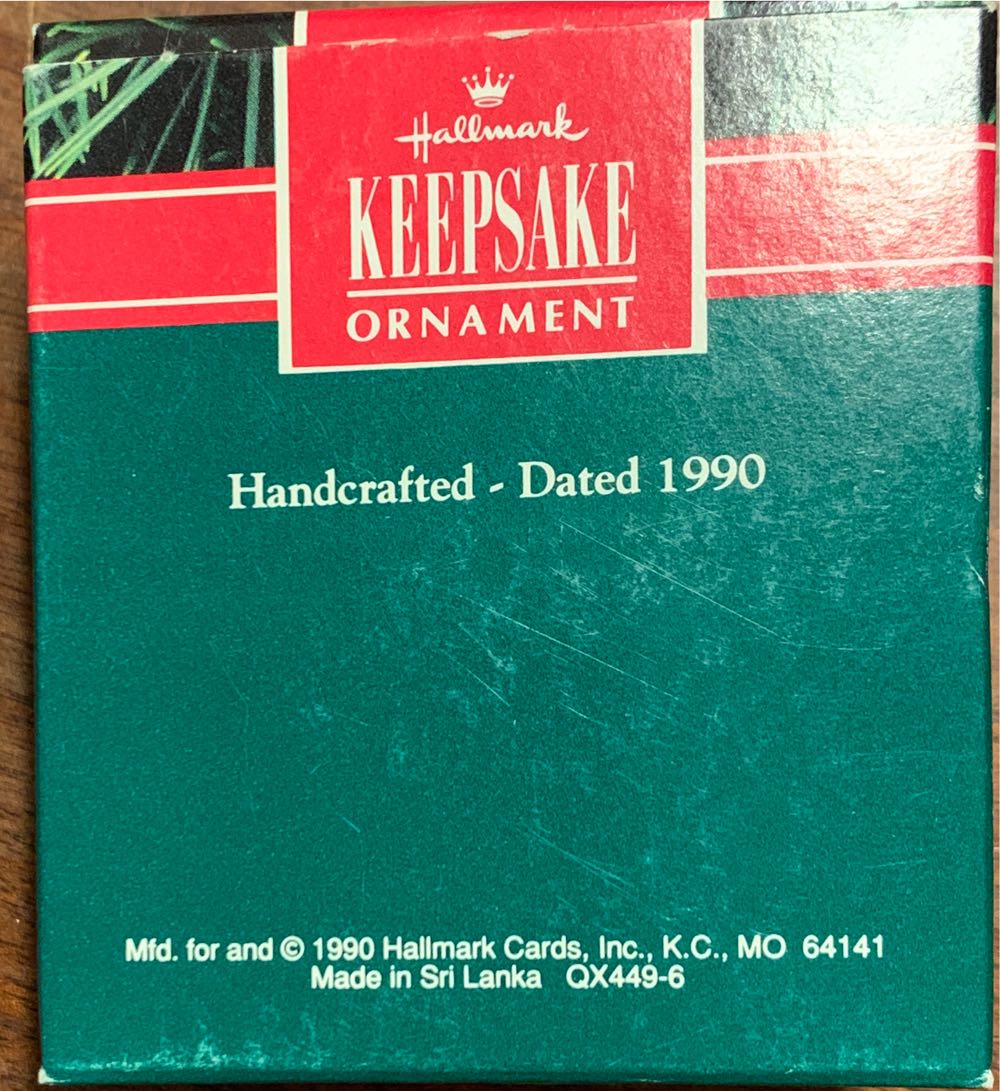 Hallmark
KEEPSAKE
ORNAMENT
Handcrafted - Dated 1990
Mfd. for and © 1990 Hallmark Cards, Inc., K.C., MO 64141
Made in Sri Lanka QX449-6